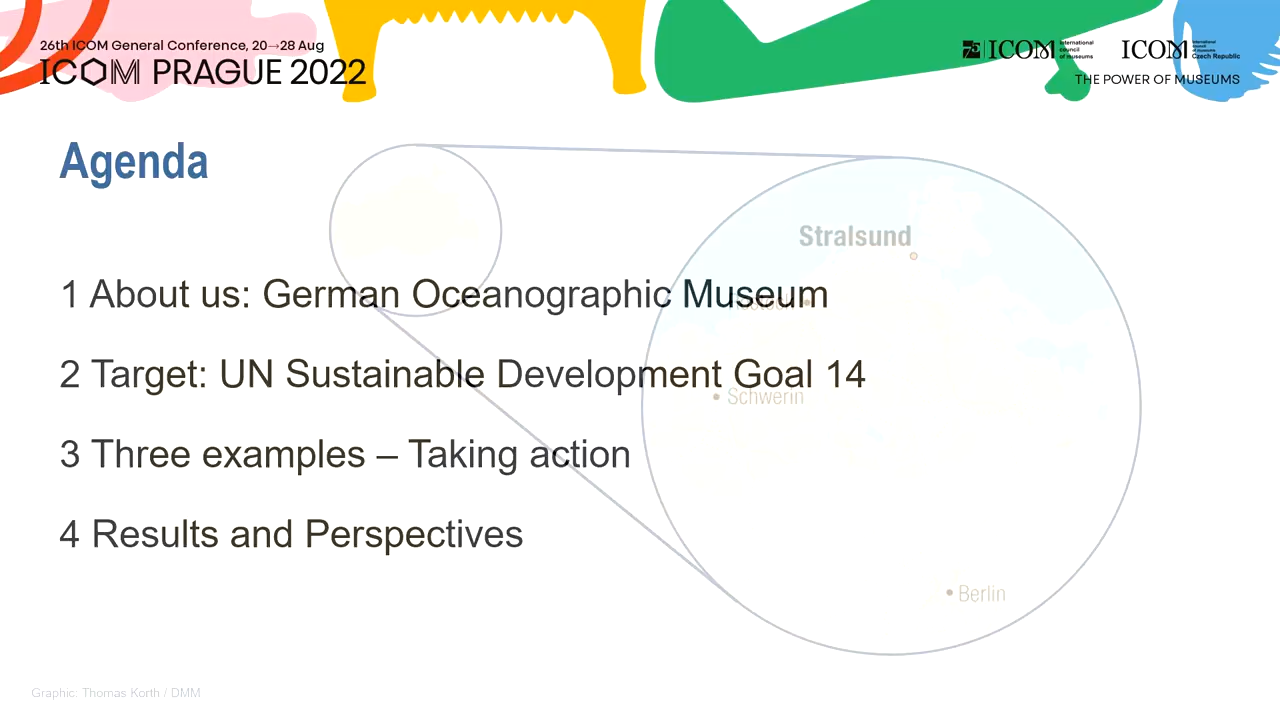 26th ICOM General Conference, 20→28 Aug
ICOM PRAGUE 2022
ICOM international council of museums
ICOM international council of museums Czech Republic
THE POWER OF MUSEUMS
Agenda
Stralsund
1 About us: German Oceanographic Museum
2 Target: UN Sustainable Development Goal 14
Schwerin
3 Three examples – Taking action
4 Results and Perspectives
Berlin
Graphic: Thomas Korth / DMM